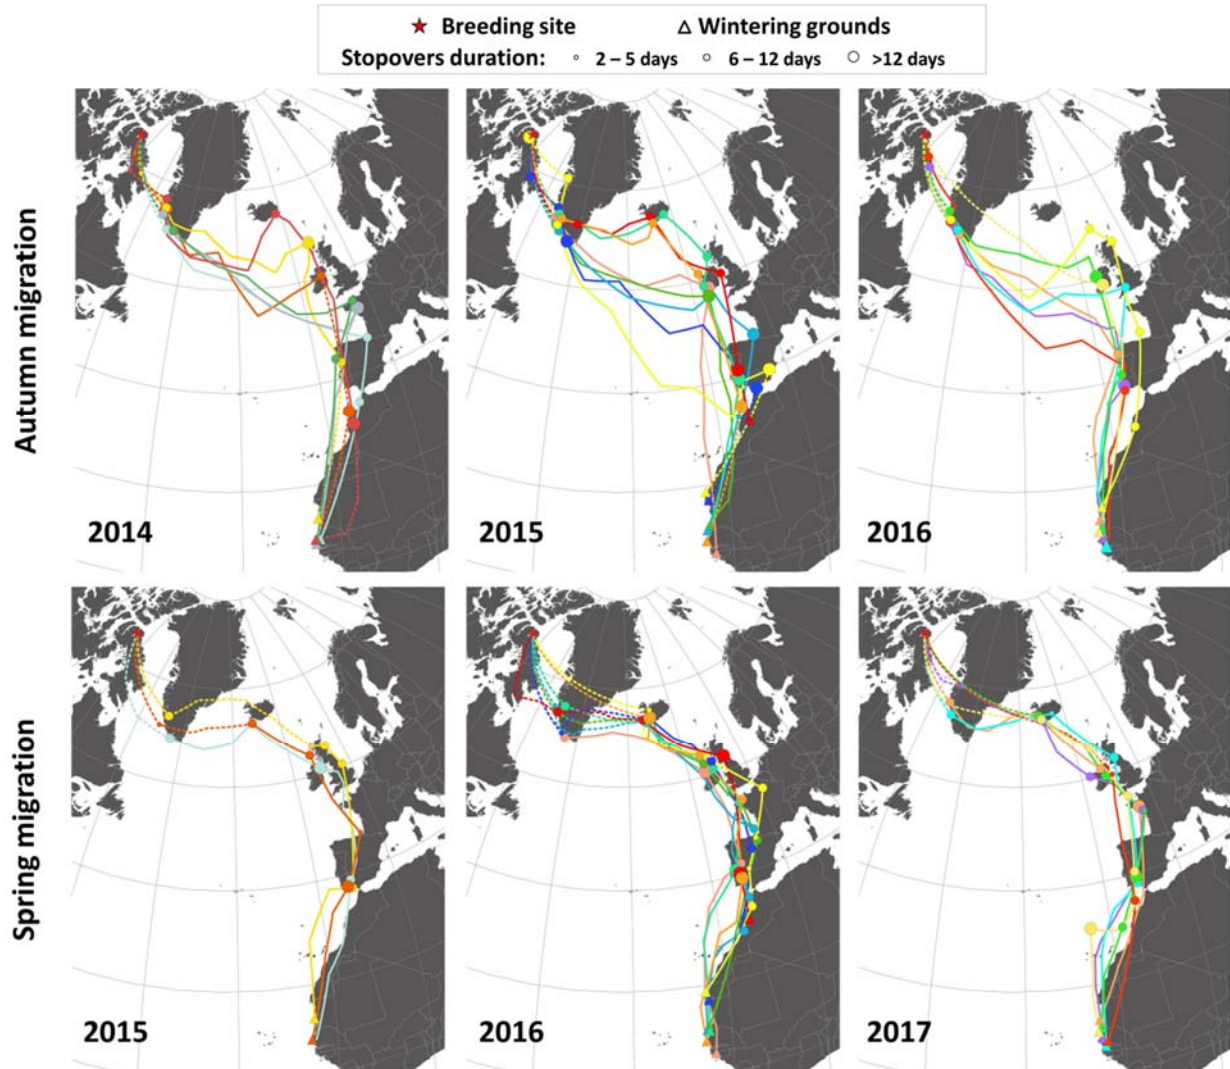 Breeding site
Wintering grounds
Stopovers duration: 2 – 5 days 6 – 12 days >12 days
Autumn migration
2014
2015
2016
Spring migration
2015
2016
2017